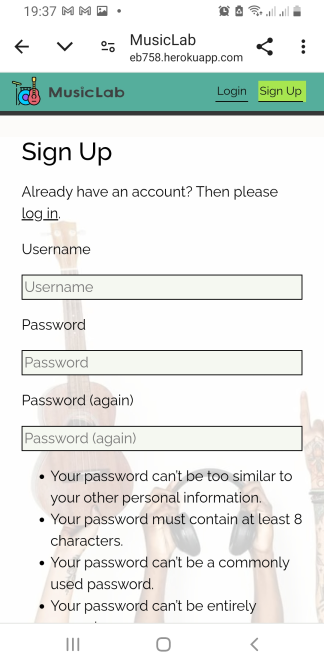 19:37
MusicLab
eb758.herokuapp.com
MusicLab
Login
Sign Up
Sign Up
Already have an account? Then please
log in.
Username
Username
Password
Password
Password (again)
Password (again)
• Your password can't be too similar to
your other personal information.
• Your password must contain at least 8
characters.
• Your password can't be a commonly
used password.
• Your password can't be entirely